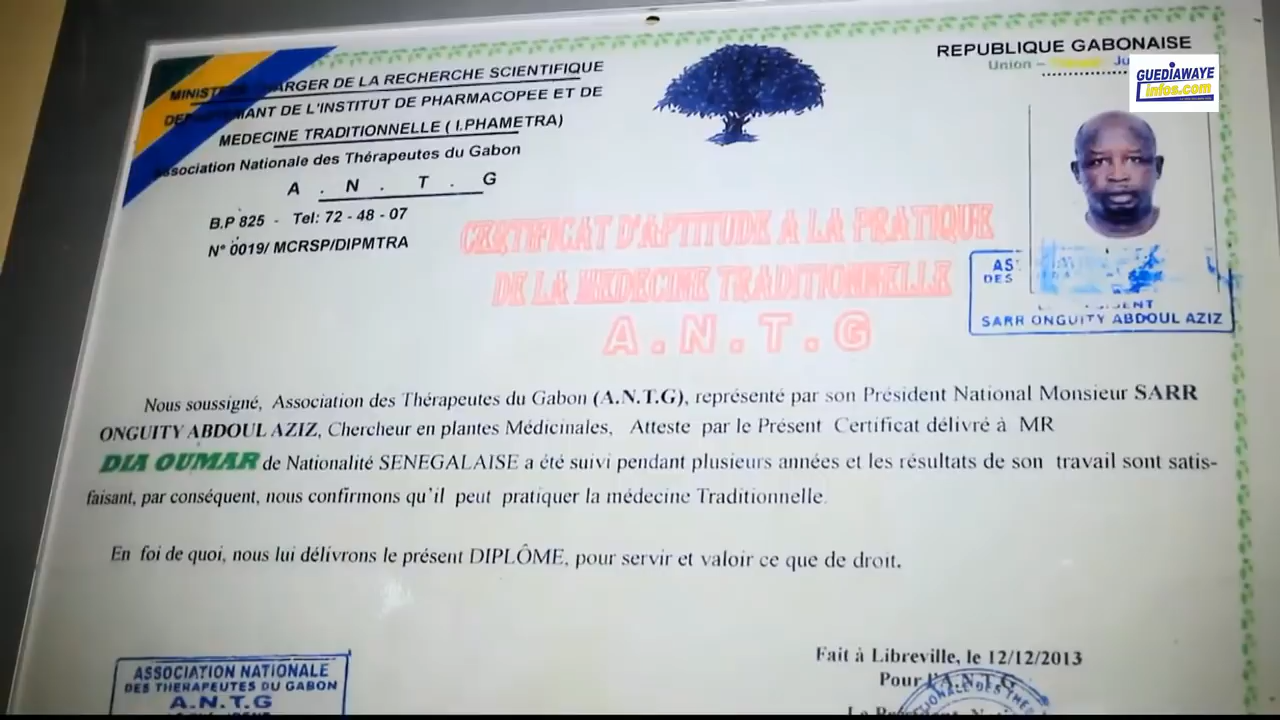 CHARGER DE LA RECHERCHE SCIENTIFIQUE
DE L'INSTITUT DE PHARMACOPEE ET DE
MEDECINE TRADITIONNELLE ( I.PHAMETRA)
Association Nationale des Thérapeutes du Gabon
A . N . T . G
B.P 825 - Tel: 72 - 48 - 07
N° 0019/ MCRSP/DIPMTRA
REPUBLIQUE GABONAISE
Union –
GUEDIAWAYE
infos.com
CERTIFICAT D'APTITUDE A LA PRATIQUE
DE LA MEDECINE TRADITIONNELLE
A . N . T . G
DES
SARR ONGUITY ABDOUL AZIZ
Nous soussigné, Association des Thérapeutes du Gabon (A.N.T.G), représenté par son Président National Monsieur SARR
ONGUITY ABDOUL AZIZ, Chercheur en plantes Médicinales, Atteste par le Présent Certificat délivré à MR
DIA OUMAR de Nationalité SENEGALAISE a été suivi pendant plusieurs années et les résultats de son travail sont satis-
faisant, par conséquent, nous confirmons qu'il peut pratiquer la médecine Traditionnelle.
En foi de quoi, nous lui délivrons le présent DIPLÔME, pour servir et valoir ce que de droit.
Fait à Libreville, le 12/12/2013
Pour l'A.N.T.G
ASSOCIATION NATIONALE
DES THERAPEUTES DU GABON
A.N.T.G